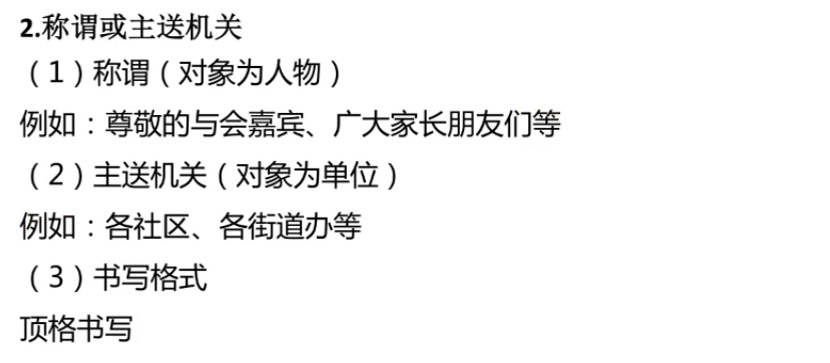 2.称谓或主送机关
（1）称谓（对象为人物）
例如：尊敬的与会嘉宾、广大家长朋友们等
（2）主送机关（对象为单位）
例如：各社区、各街道办等
（3）书写格式
顶格书写